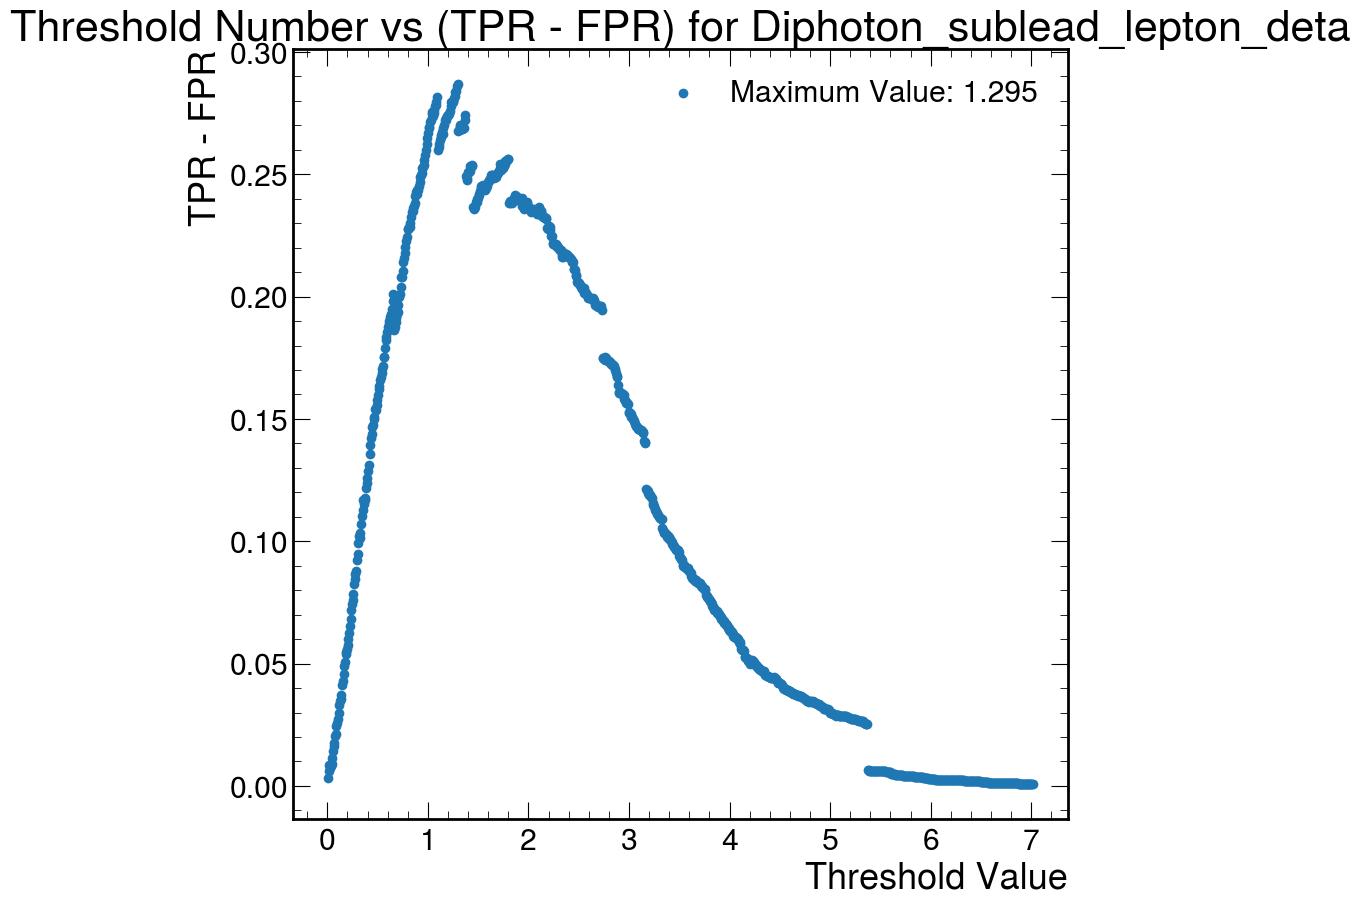 Threshold Number vs (TPR - FPR) for Diphoton_sublead_lepton_deta
TPR - FPR
Maximum Value: 1.295
0.30
0.25
0.20
0.15
0.10
0.05
0.00
0 1 2 3 4 5 6 7
Threshold Value